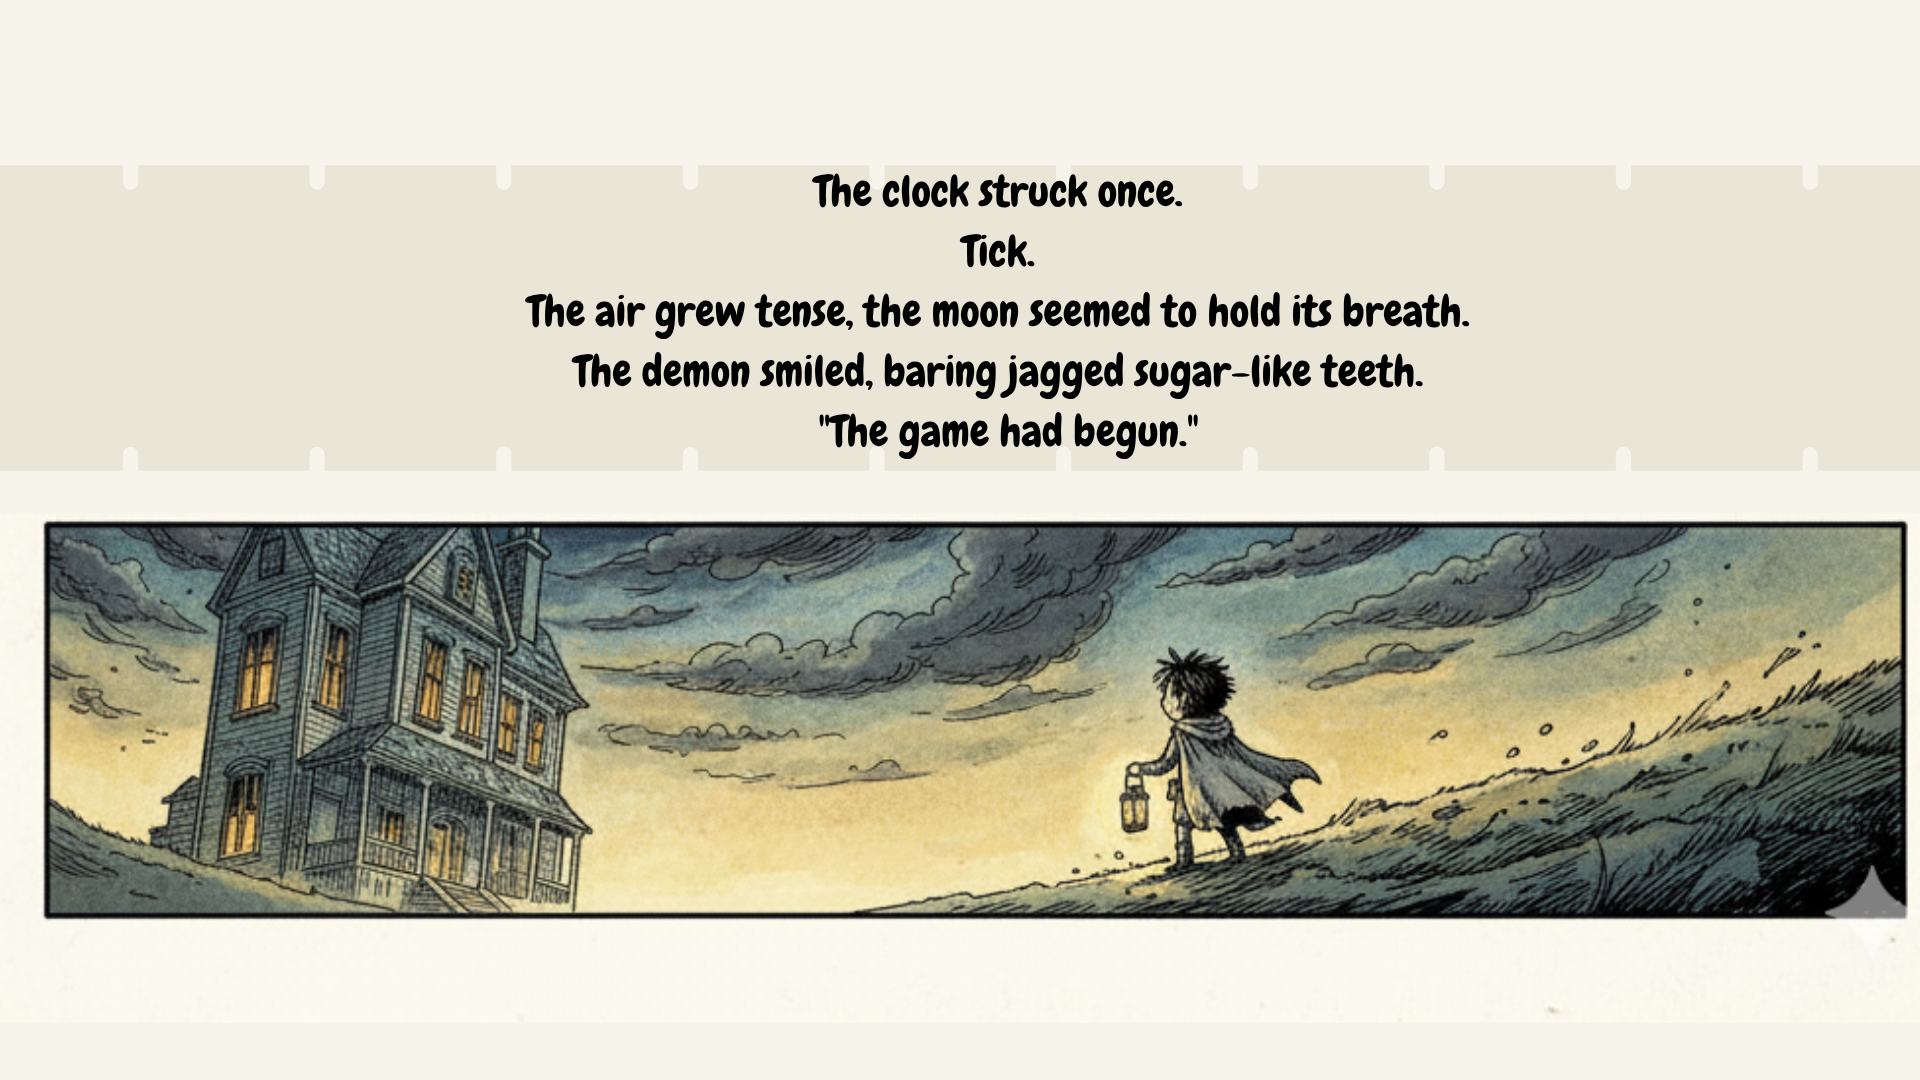 The clock struck once.
Tick.
The air grew tense, the moon seemed to hold its breath.
The demon smiled, baring jagged sugar-like teeth.
"The game had begun."